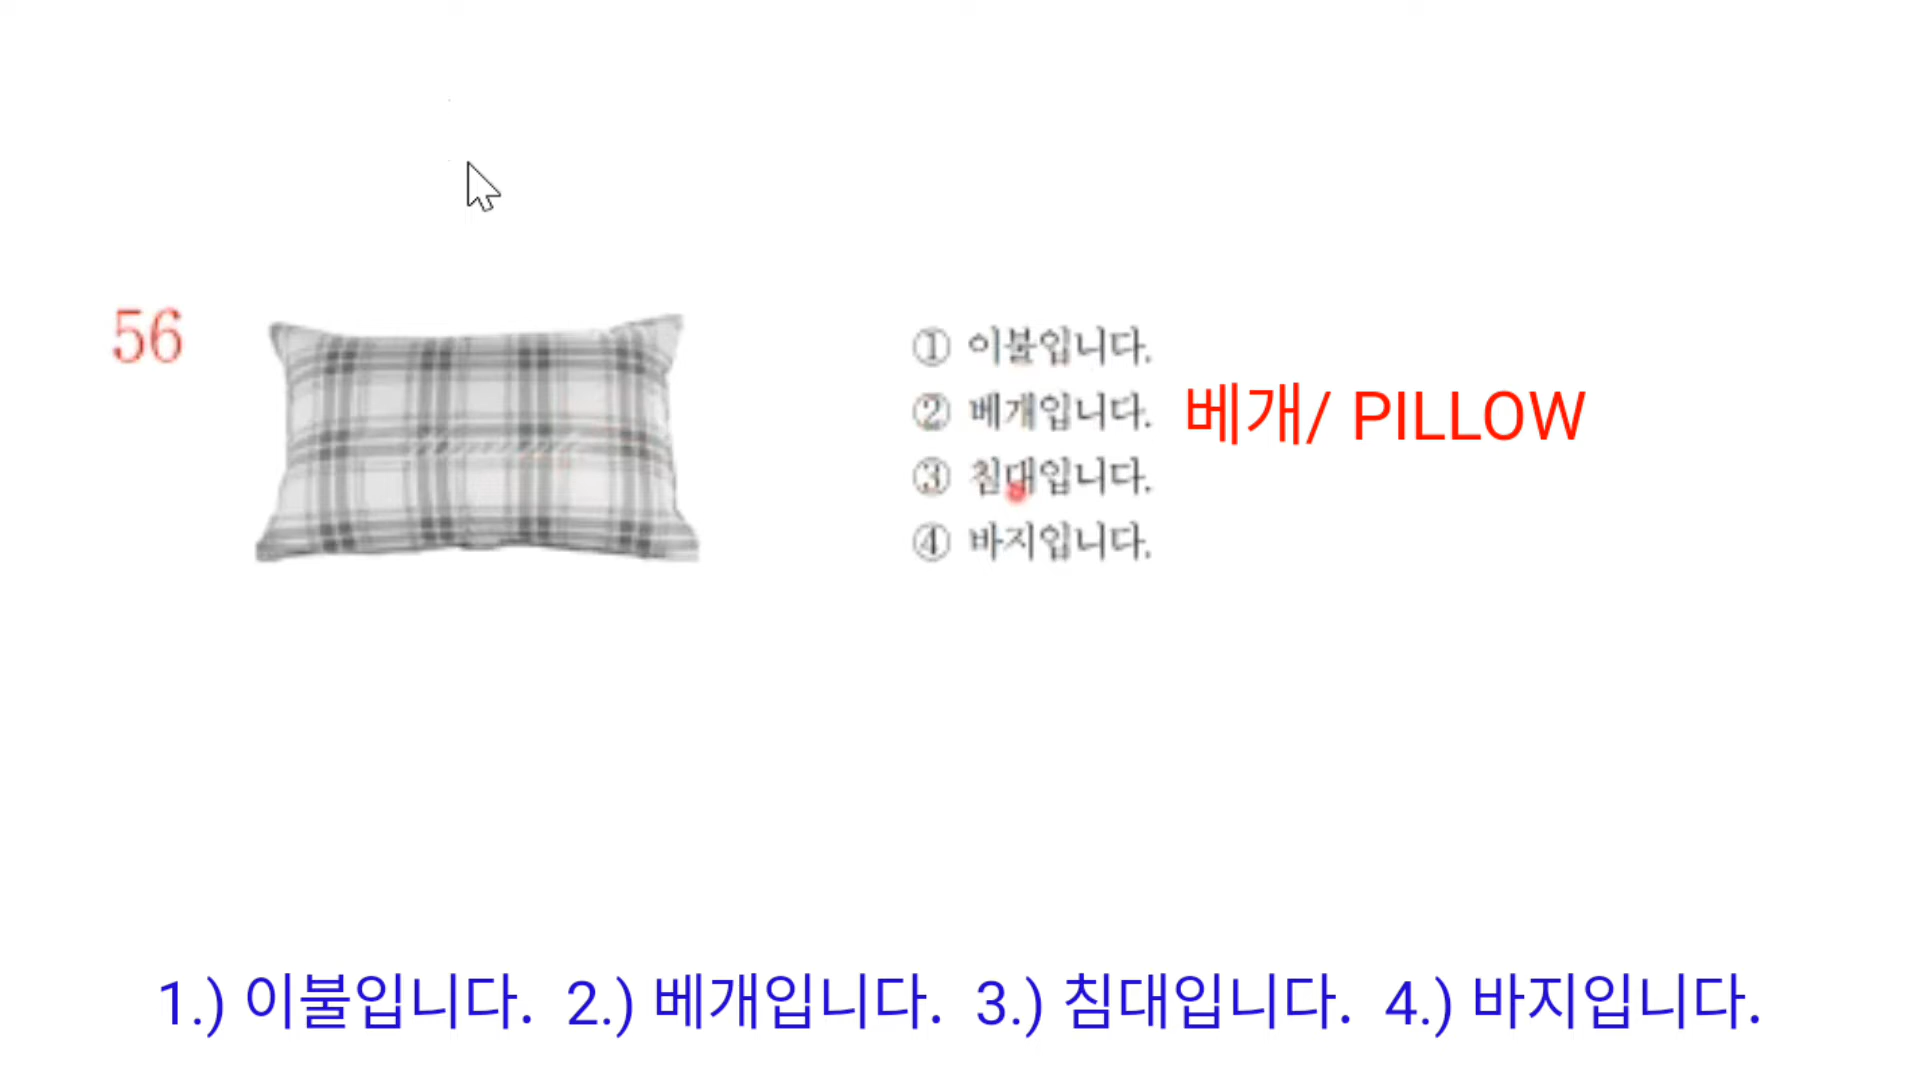 56
① 이불입니다.
② 베개입니다. 베개/ PILLOW
③ 침대입니다.
④ 바지입니다.
1.) 이불입니다. 2.) 베개입니다. 3.) 침대입니다. 4.) 바지입니다.